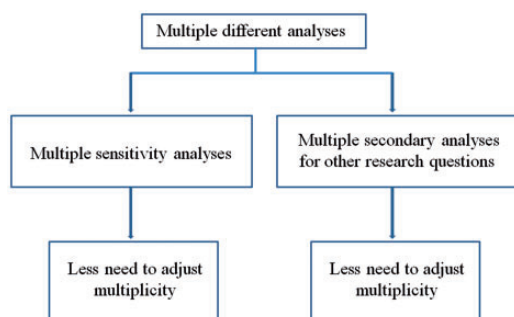 Multiple different analyses
Multiple sensitivity analyses
Multiple secondary analyses
for other research questions
Less need to adjust
multiplicity
Less need to adjust
multiplicity